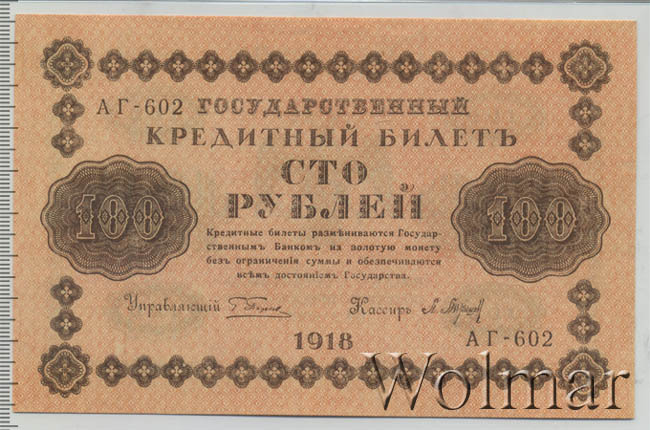 АГ-602 ГОСУДАРСТВЕННЫЙ
КРЕДИТНЫЙ БИЛЕТЪ
СТО
РУБЛЕЙ
100
100
Кредитные билеты размѣниваются Государ-
ственнымъ Банкомъ на золотую монету
безъ ограниченія суммы и обезпечиваются
всѣмъ достояніемъ Государства.
Управляющій
Кассиръ
1918
АГ-602
Wolmar